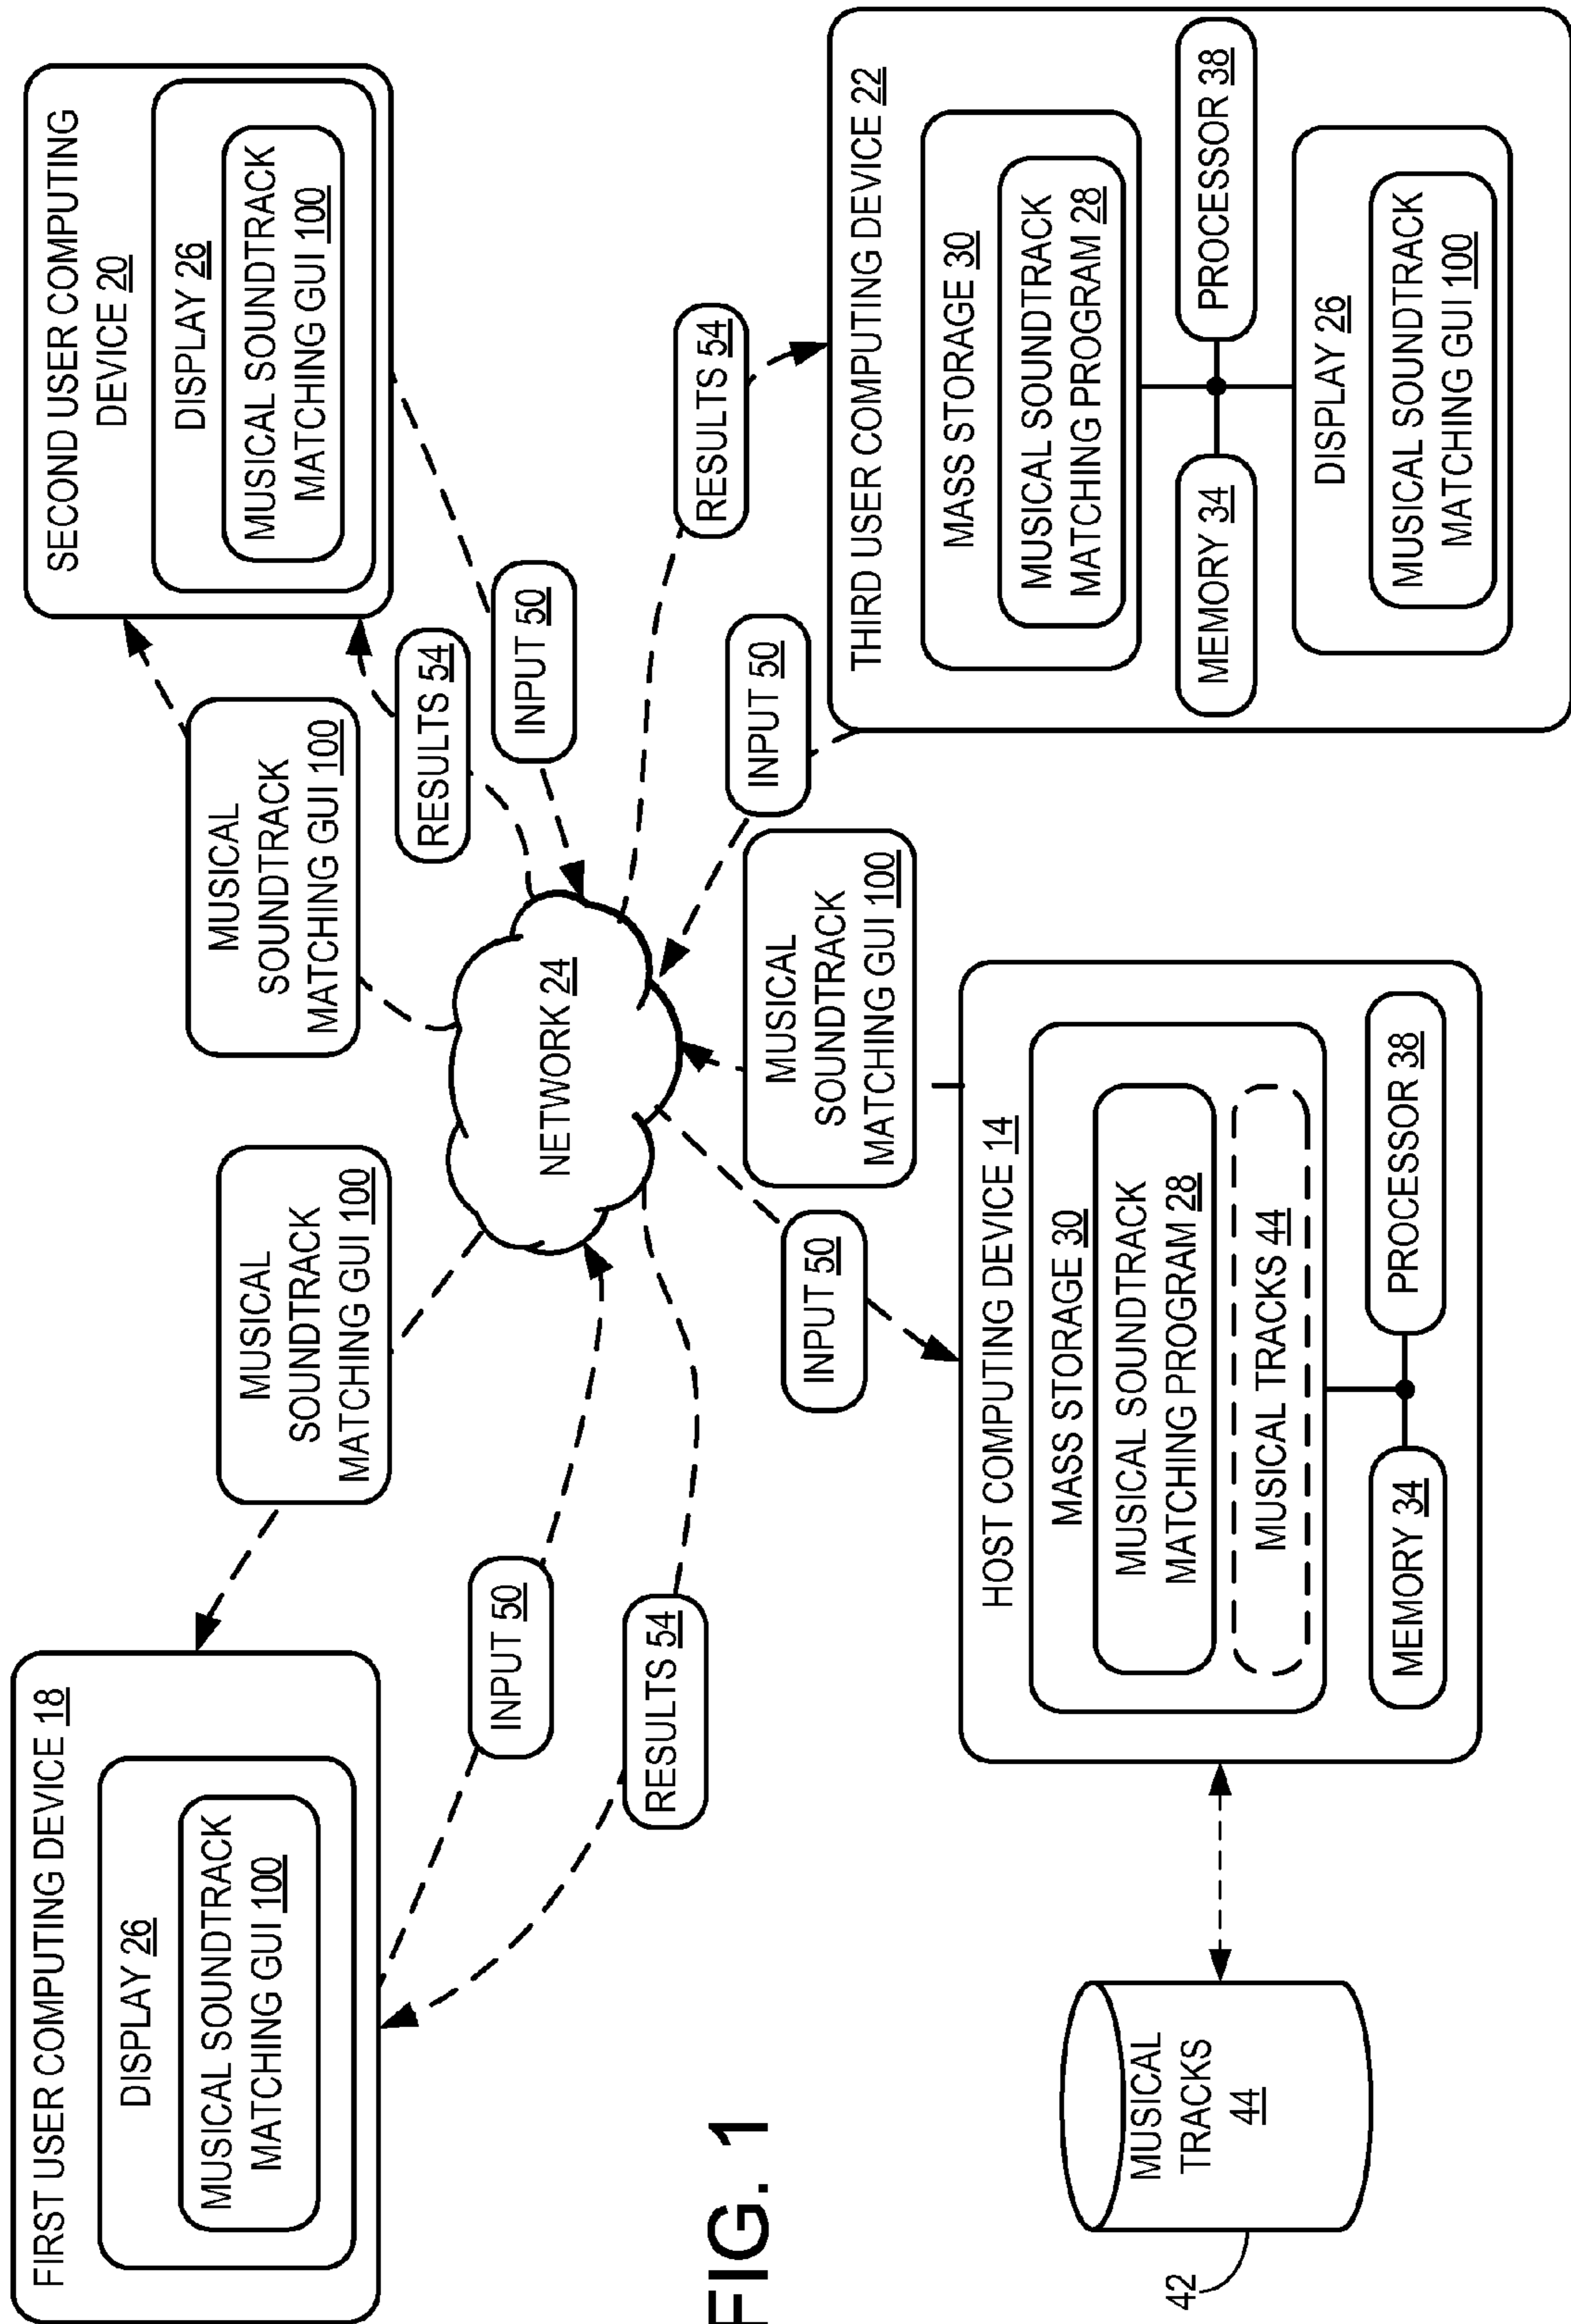 FIRST USER COMPUTING DEVICE 18
DISPLAY 26
MUSICAL SOUNDTRACK
MATCHING GUI 100
MUSICAL
SOUNDTRACK
MATCHING GUI 100
INPUT 50
RESULTS 54
NETWORK 24
MUSICAL
SOUNDTRACK
MATCHING GUI 100
RESULTS 54
INPUT 50
SECOND USER COMPUTING
DEVICE 20
DISPLAY 26
MUSICAL SOUNDTRACK
MATCHING GUI 100
FIG. 1
42
MUSICAL
TRACKS
44
INPUT 50
MUSICAL
SOUNDTRACK
MATCHING GUI 100
HOST COMPUTING DEVICE 14
MASS STORAGE 30
MUSICAL SOUNDTRACK
MATCHING PROGRAM 28
MUSICAL TRACKS 44
MEMORY 34
PROCESSOR 38
INPUT 50
RESULTS 54
THIRD USER COMPUTING DEVICE 22
MASS STORAGE 30
MUSICAL SOUNDTRACK
MATCHING PROGRAM 28
MEMORY 34
PROCESSOR 38
DISPLAY 26
MUSICAL SOUNDTRACK
MATCHING GUI 100